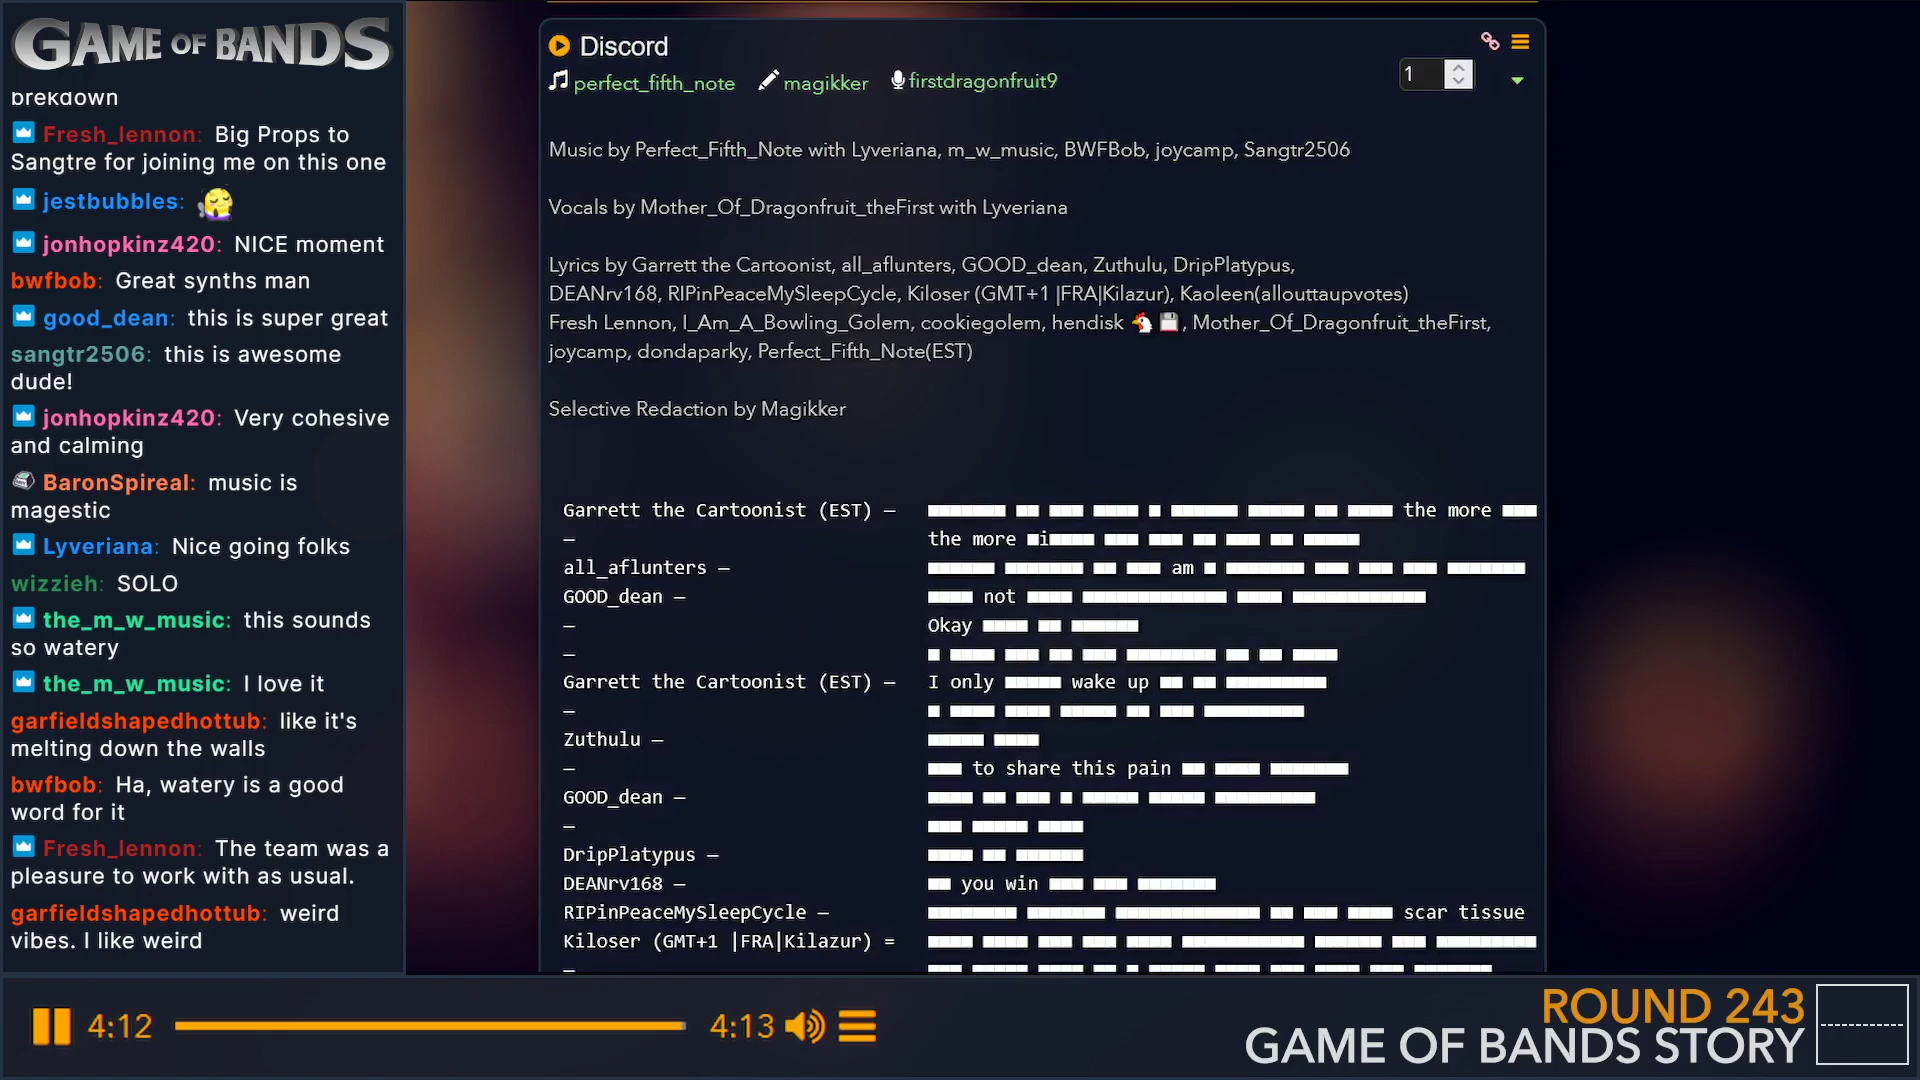 GAME OF BANDS
brekdown
Fresh_lennon: Big Props to
Sangtre for joining me on this one
jestbubbles:
jonhopkinz420: NICE moment
bwfbob: Great synths man
good_dean: this is super great
sangtr2506: this is awesome
dude!
jonhopkinz420: Very cohesive
and calming
BaronSpireal: music is
magestic
Lyveriana: Nice going folks
wizzieh: SOLO
the_m_w_music: this sounds
so watery
the_m_w_music: I love it
garfieldshapedhottub: like it's
melting down the walls
bwfbob: Ha, watery is a good
word for it
Fresh_lennon: The team was a
pleasure to work with as usual.
garfieldshapedhottub: weird
vibes. I like weird
Discord
perfect_fifth_note magikker firstdragonfruit9
1
Music by Perfect_Fifth_Note with Lyveriana, m_w_music, BWFBob, joycamp, Sangtr2506
Vocals by Mother_Of_Dragonfruit_theFirst with Lyveriana
Lyrics by Garrett the Cartoonist, all_aflunters, GOOD_dean, Zuthulu, DripPlatypus,
DEANrv168, RIPinPeaceMySleepCycle, Kiloser (GMT+1 |FRA|Kilazur), Kaoleen(allouttaupvotes)
Fresh Lennon, I_Am_A_Bowling_Golem, cookiegolem, hendisk 🐔💾, Mother_Of_Dragonfruit_theFirst,
joycamp, dondaparky, Perfect_Fifth_Note(EST)
Selective Redaction by Magikker
Garrett the Cartoonist (EST) — the more
— the more i
all_aflunters — am
GOOD_dean — not
— Okay
—
Garrett the Cartoonist (EST) — I only wake up
—
Zuthulu —
— to share this pain
GOOD_dean —
—
DripPlatypus —
DEANrv168 — you win
RIPinPeaceMySleepCycle — scar tissue
Kiloser (GMT+1 |FRA|Kilazur) =
—
4:12 4:13
ROUND 243
GAME OF BANDS STORY